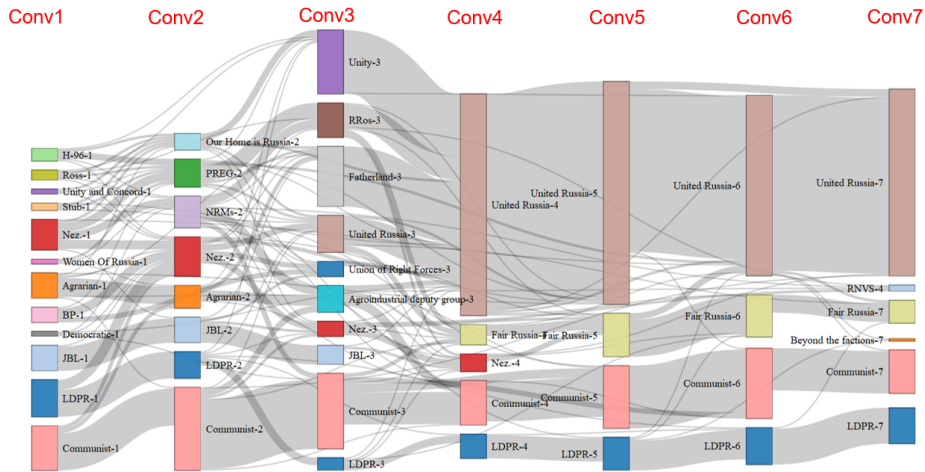 Conv1
Conv2
Conv3
Conv4
Conv5
Conv6
Conv7
H-96-1
Ross-1
Unity and Concord-1
Stub-1
Nez.-1
Women Of Russia-1
Agrarian-1
BP-1
Democratic-1
JBL-1
LDPR-1
Communist-1
Our Home is Russia-2
PREG-2
NRMs-2
Nez.-2
Agrarian-2
JBL-2
LDPR-2
Communist-2
Unity-3
RRos-3
Fatherland-3
United Russia-3
Union of Right Forces-3
Agroindustrial deputy group-3
Nez.-3
JBL-3
Communist-3
LDPR-3
United Russia-4
Fair Russia-4
Nez.-4
Communist-4
LDPR-4
United Russia-5
Fair Russia-5
Communist-5
LDPR-5
United Russia-6
Fair Russia-6
Communist-6
LDPR-6
United Russia-7
RNVS-4
Fair Russia-7
Beyond the factions-7
Communist-7
LDPR-7